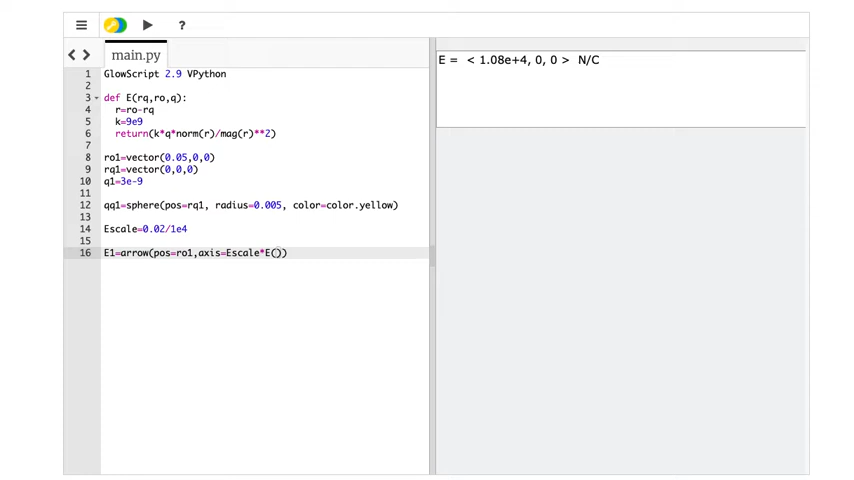 ?
main.py
1 GlowScript 2.9 VPython
2
3 def E(rq,ro,q):
4 r=ro-rq
5 k=9e9
6 return(k*q*norm(r)/mag(r)**2)
7
8 ro1=vector(0.05,0,0)
9 rq1=vector(0,0,0)
10 q1=3e-9
11
12 qq1=sphere(pos=rq1, radius=0.005, color=color.yellow)
13
14 Escale=0.02/1e4
15
16 E1=arrow(pos=ro1,axis=Escale*E())
E = < 1.08e+4, 0, 0 > N/C